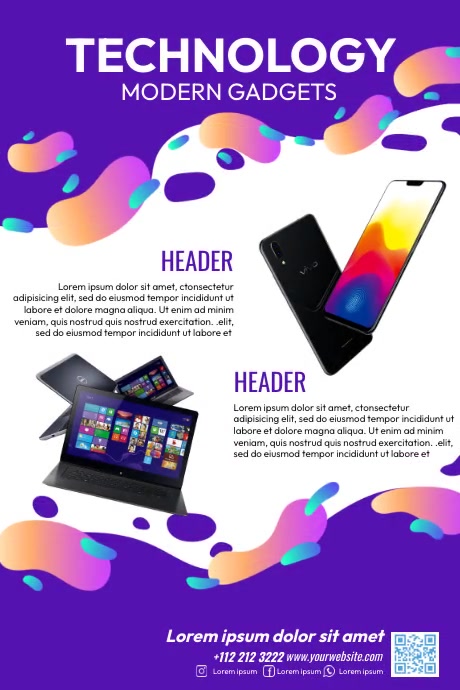 TECHNOLOGY
MODERN GADGETS
HEADER
Lorem ipsum dolor sit amet, ctonsectetur
adipisicing elit, sed do eiusmod tempor incididunt ut
labore et dolore magna aliqua. Ut enim ad minim
veniam, quis nostrud quis nostrud exercitation. .elit,
sed do eiusmod tempor incididunt ut labore et
vivo
HEADER
Lorem ipsum dolor sit amet, ctonsectetur
adipisicing elit, sed do eiusmod tempor incididunt ut
labore et dolore magna aliqua. Ut enim ad minim
veniam, quis nostrud quis nostrud exercitation. .elit,
sed do eiusmod tempor incididunt ut labore et
Lorem ipsum dolor sit amet
+112 212 3222 www.yourwebsite.com
Lorem ipsum Lorem ipsum Lorem ipsum